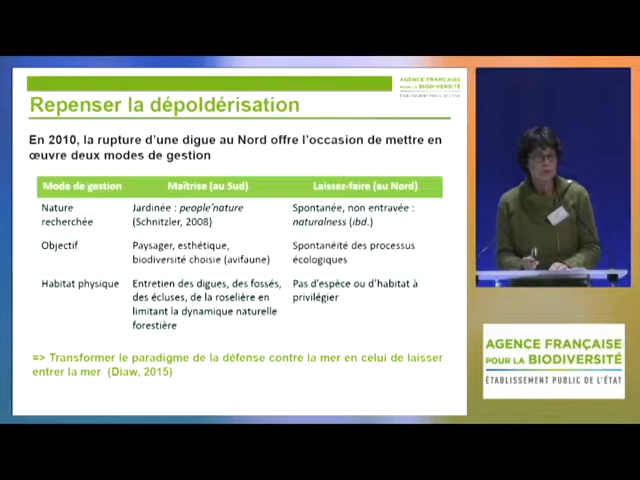 AGENCE FRANÇAISE
POUR LA BIODIVERSITÉ
ÉTABLISSEMENT PUBLIC DE L'ÉTAT
Repenser la dépoldérisation
En 2010, la rupture d'une digue au Nord offre l'occasion de mettre en
œuvre deux modes de gestion
Mode de gestion Maîtrise (au Sud) Laissez-faire (au Nord)
Nature recherchée
Jardinée : people'nature
(Schnitzler, 2008)
Spontanée, non entravée :
naturalness (ibd.)
Objectif
Paysager, esthétique,
biodiversité choisie (avifaune)
Spontanéité des processus
écologiques
Habitat physique
Entretien des digues, des fossés,
des écluses, de la roselière en
limitant la dynamique naturelle
forestière
Pas d'espèce ou d'habitat à
privilégier
=> Transformer le paradigme de la défense contre la mer en celui de laisser
entrer la mer (Diaw, 2015)
AGENCE FRANÇAISE
POUR LA BIODIVERSITÉ
ÉTABLISSEMENT PUBLIC DE L'ÉTAT